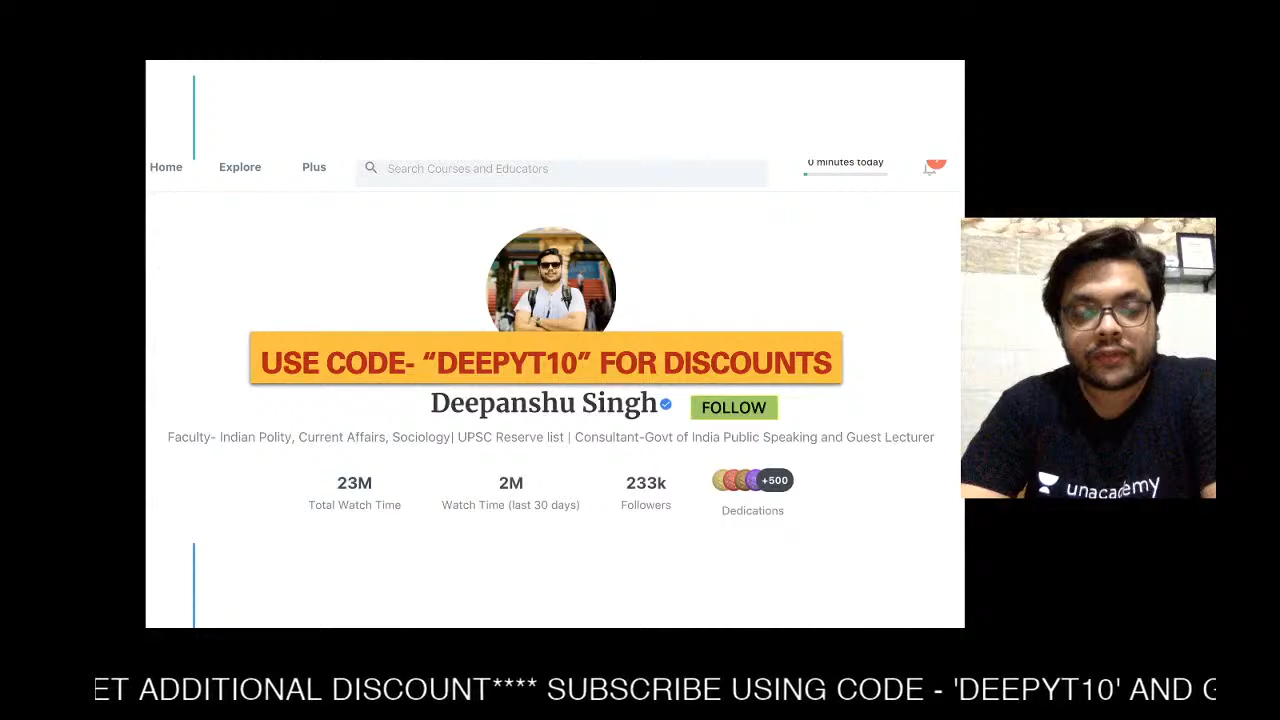 Home Explore Plus Search Courses and Educators 0 minutes today
USE CODE- “DEEPYT10” FOR DISCOUNTS
Deepanshu Singh FOLLOW
Faculty- Indian Polity, Current Affairs, Sociology| UPSC Reserve list | Consultant-Govt of India Public Speaking and Guest Lecturer
23M 2M 233k +500
Total Watch Time Watch Time (last 30 days) Followers Dedications
unacademy
ET ADDITIONAL DISCOUNT**** SUBSCRIBE USING CODE - 'DEEPYT10' AND G